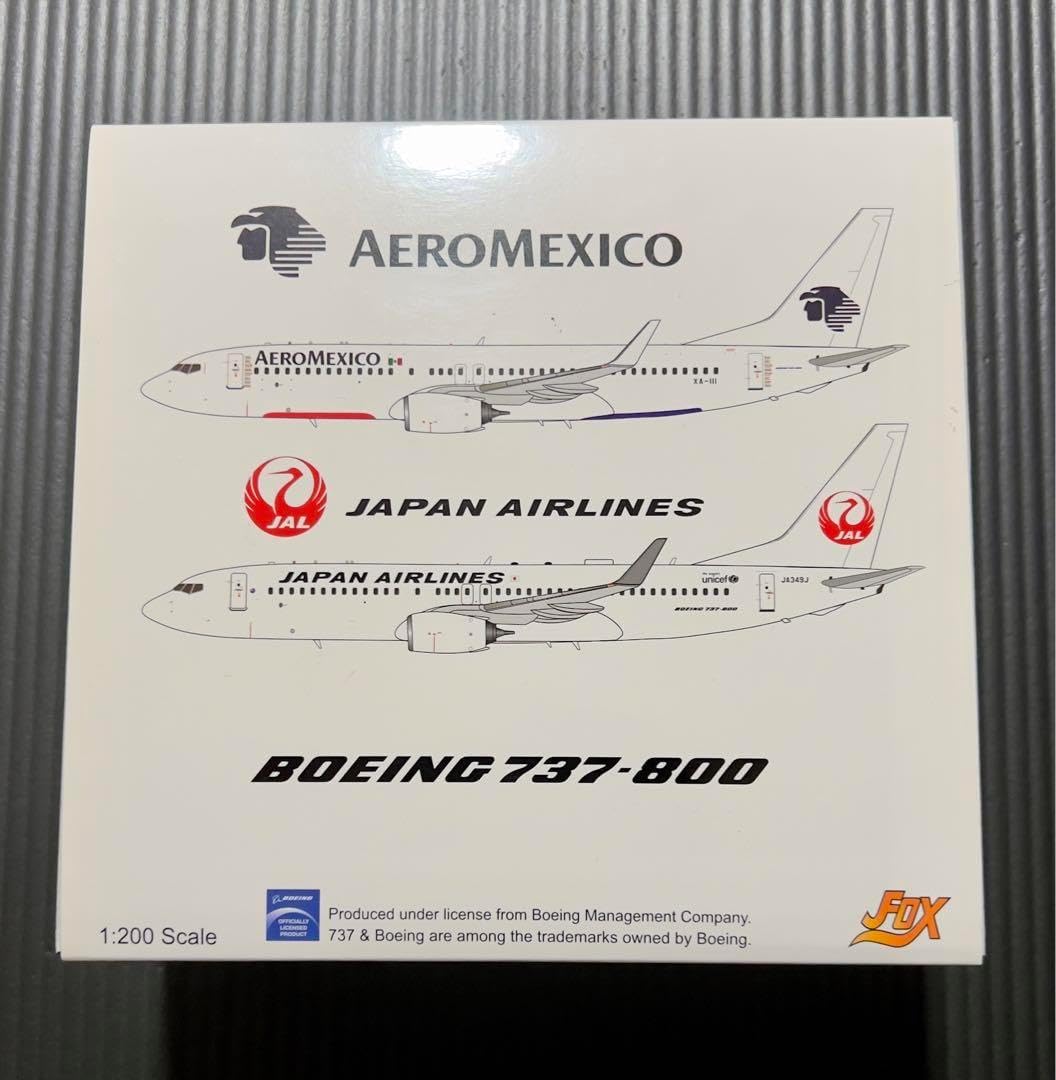 AEROMEXICO
AEROMEXICO
XA-III
JAL
JAPAN AIRLINES
JAL
JAPAN AIRLINES
unicef
JA349J
BOEING 737-800
BOEING 737-800
1:200 Scale
BOEING
OFFICIALLY
LICENSED
PRODUCT
Produced under license from Boeing Management Company.
737 & Boeing are among the trademarks owned by Boeing.
JFOX